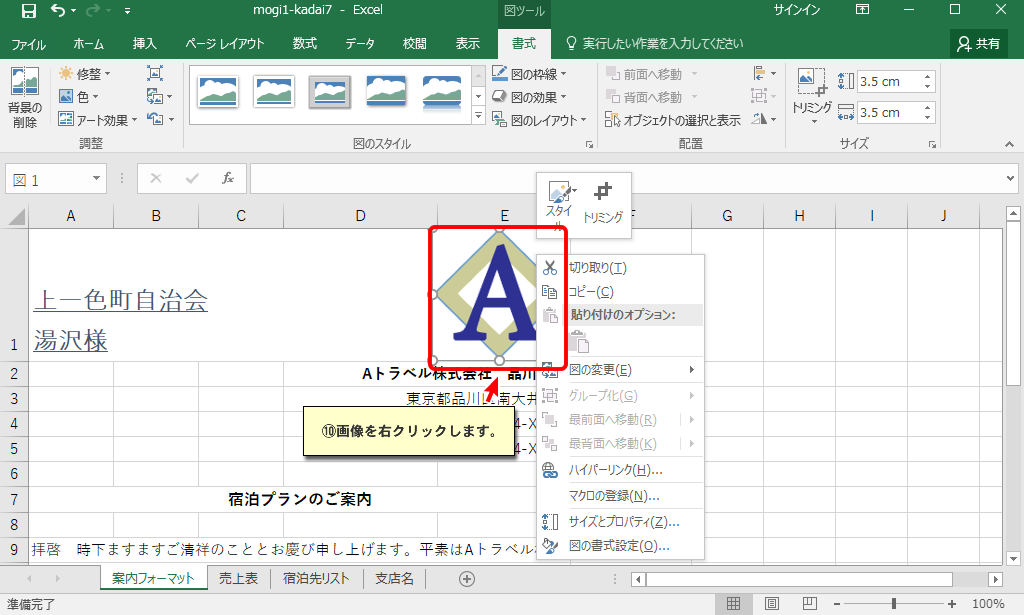 mogi1-kadai7 - Excel
図ツール
サインイン
ファイル
ホーム
挿入
ページ レイアウト
数式
データ
校閲
表示
書式
実行したい作業を入力してください
共有
背景の
削除
修整
色
アート効果
調整
図のスタイル
図の枠線
図の効果
図のレイアウト
前面へ移動
背面へ移動
オブジェクトの選択と表示
配置
トリミング
3.5 cm
3.5 cm
サイズ
図 1
fx
スタイ
ル
トリミング
A B C D E F G H I J
1
上一色町自治会
湯沢様
A
2
Aトラベル株式会社 品川
3
東京都品川区南大井
4
4-X
5
4-X
6
7
宿泊プランのご案内
8
9
拝啓 時下ますますご清祥のこととお慶び申し上げます。平素はAトラベル
⑩画像を右クリックします。
切り取り(T)
コピー(C)
貼り付けのオプション:
図の変更(E)
グループ化(G)
最前面へ移動(R)
最背面へ移動(K)
ハイパーリンク(H)...
マクロの登録(N)...
サイズとプロパティ(Z)...
図の書式設定(O)...
案内フォーマット
売上表
宿泊先リスト
支店名
準備完了
100%